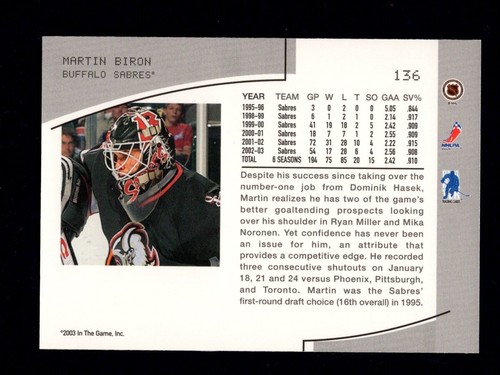 MARTIN BIRON
BUFFALO SABRES®
136
YEAR TEAM GP W L T SO GAA SV%
1995-96 Sabres 3 0 2 0 0 5.05 .844
1998-99 Sabres 6 1 2 1 0 2.14 .917
1999-00 Sabres 41 19 18 2 5 2.42 .909
2000-01 Sabres 18 7 7 1 2 2.55 .909
2001-02 Sabres 72 31 28 10 4 2.22 .915
2002-03 Sabres 54 17 28 6 4 2.56 .908
TOTAL 6 SEASONS 194 75 85 20 15 2.42 .910
Despite his success since taking over the
number-one job from Dominik Hasek,
Martin realizes he has two of the game's
better goaltending prospects looking
over his shoulder in Ryan Miller and Mika
Noronen. Yet confidence has never been
an issue for him, an attribute that
provides a competitive edge. He recorded
three consecutive shutouts on January
18, 21 and 24 versus Phoenix, Pittsburgh,
and Toronto. Martin was the Sabres'
first-round draft choice (16th overall) in 1995.
©2003 In The Game, Inc.
NHLPA